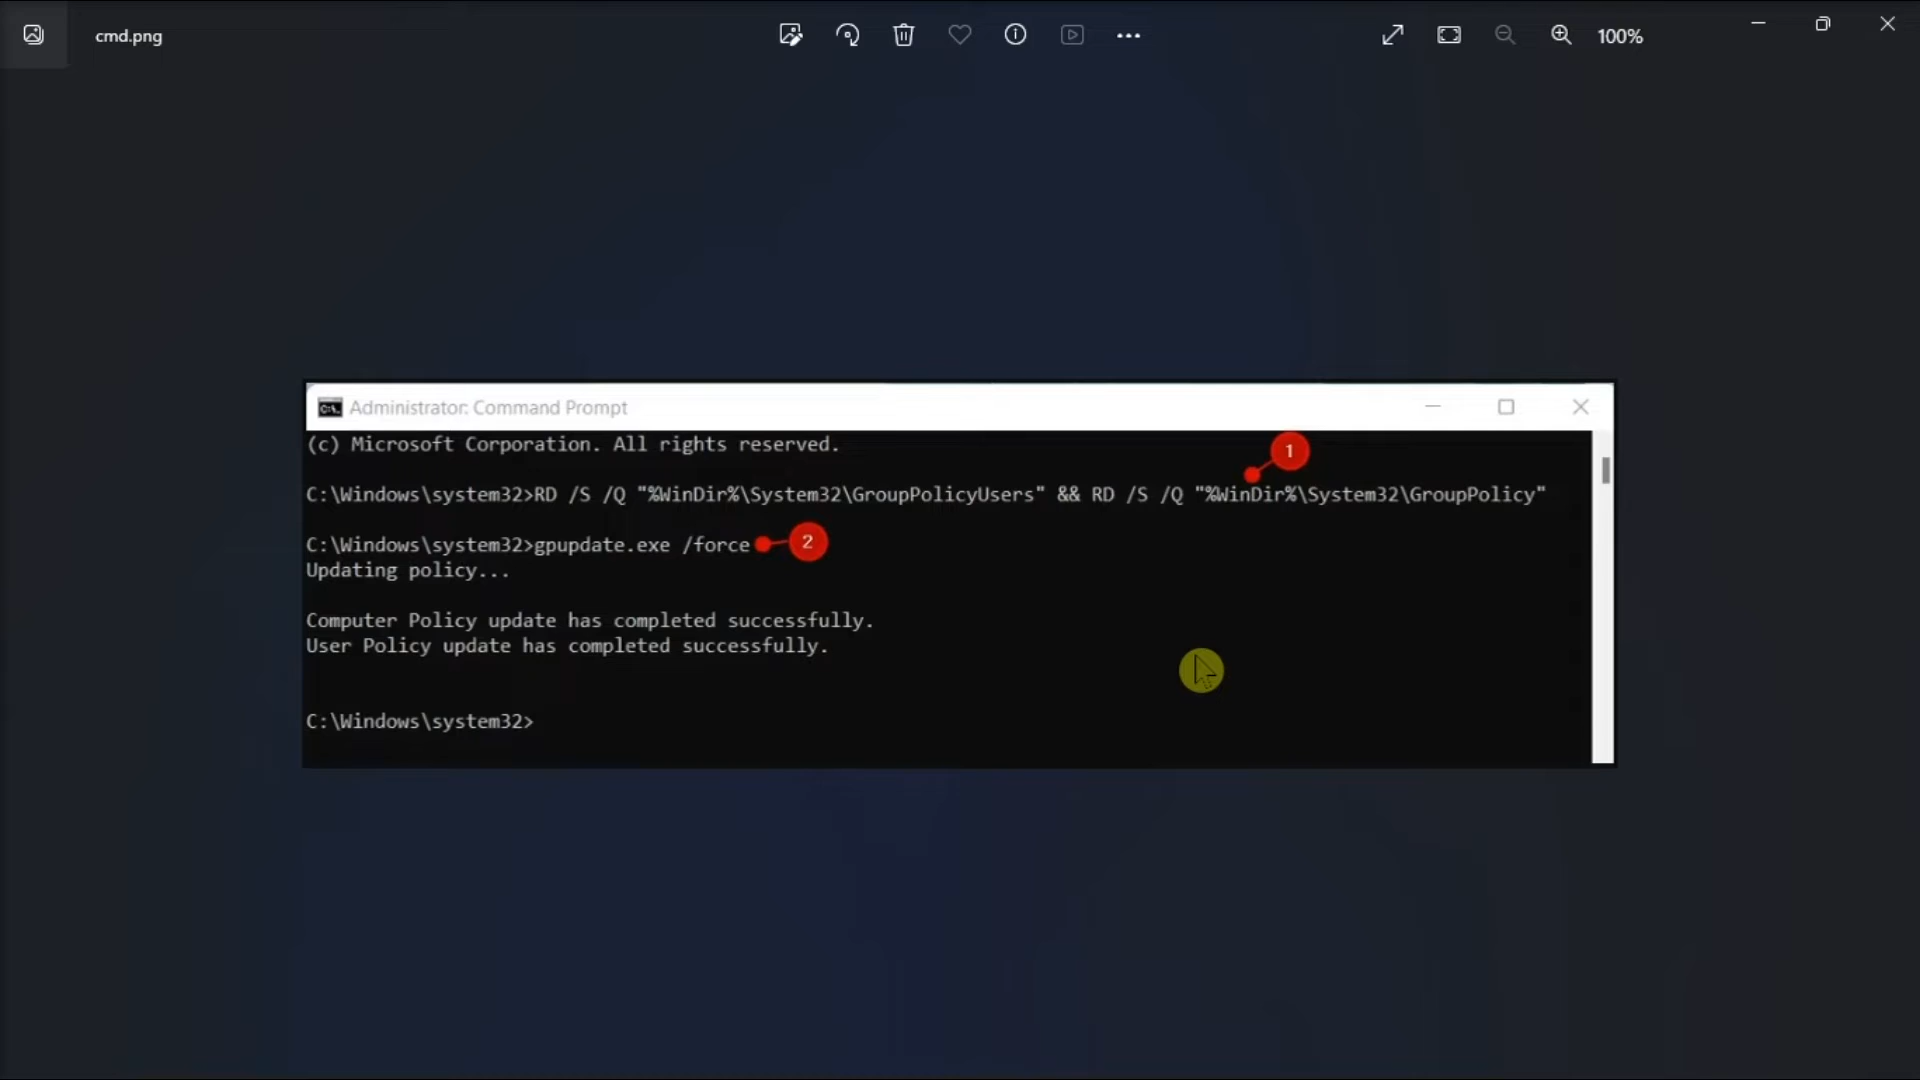 cmd.png
100%
C:\. Administrator: Command Prompt
(c) Microsoft Corporation. All rights reserved.
1
C:\Windows\system32>RD /S /Q "%WinDir%\System32\GroupPolicyUsers" && RD /S /Q "%WinDir%\System32\GroupPolicy"
C:\Windows\system32>gpupdate.exe /force 2
Updating policy...
Computer Policy update has completed successfully.
User Policy update has completed successfully.
C:\Windows\system32>